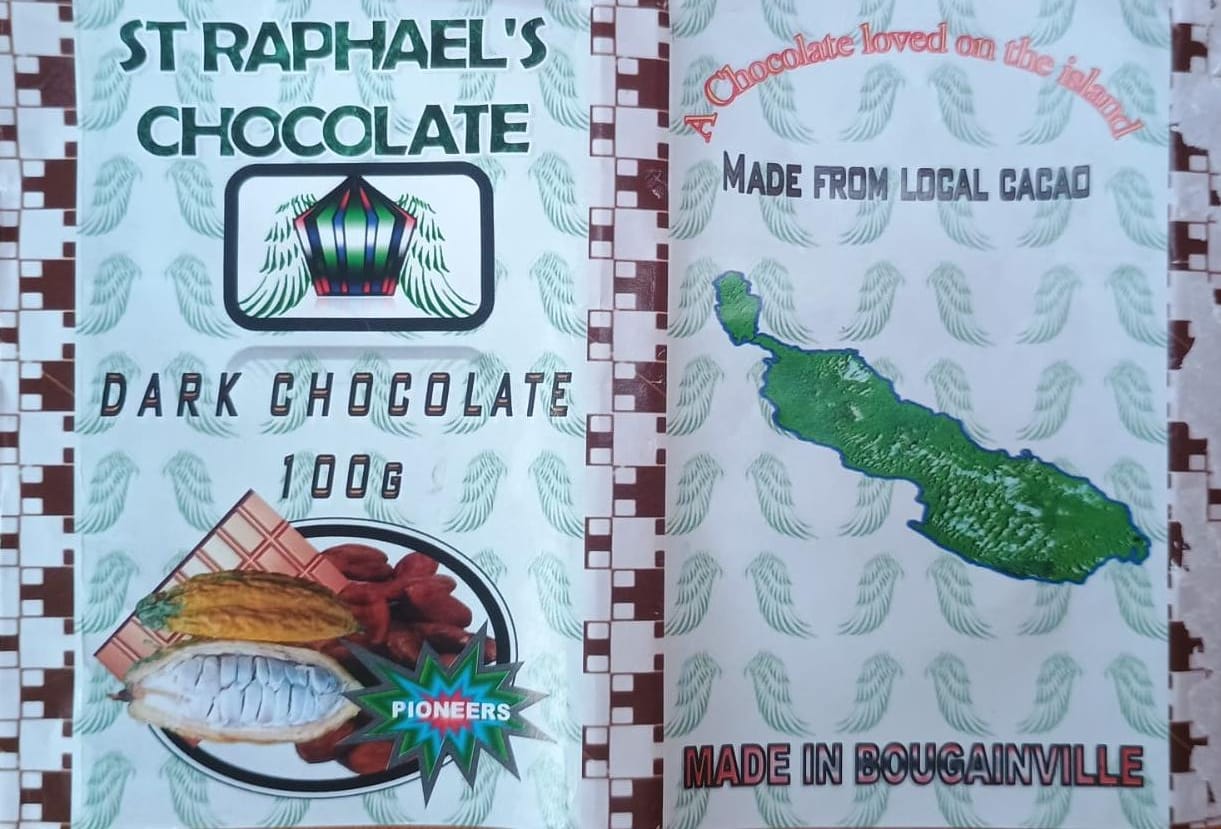 ST RAPHAEL'S
CHOCOLATE
DARK CHOCOLATE
100G
PIONEERS
A Chocolate loved on the island
MADE FROM LOCAL CACAO
MADE IN BOUGAINVILLE